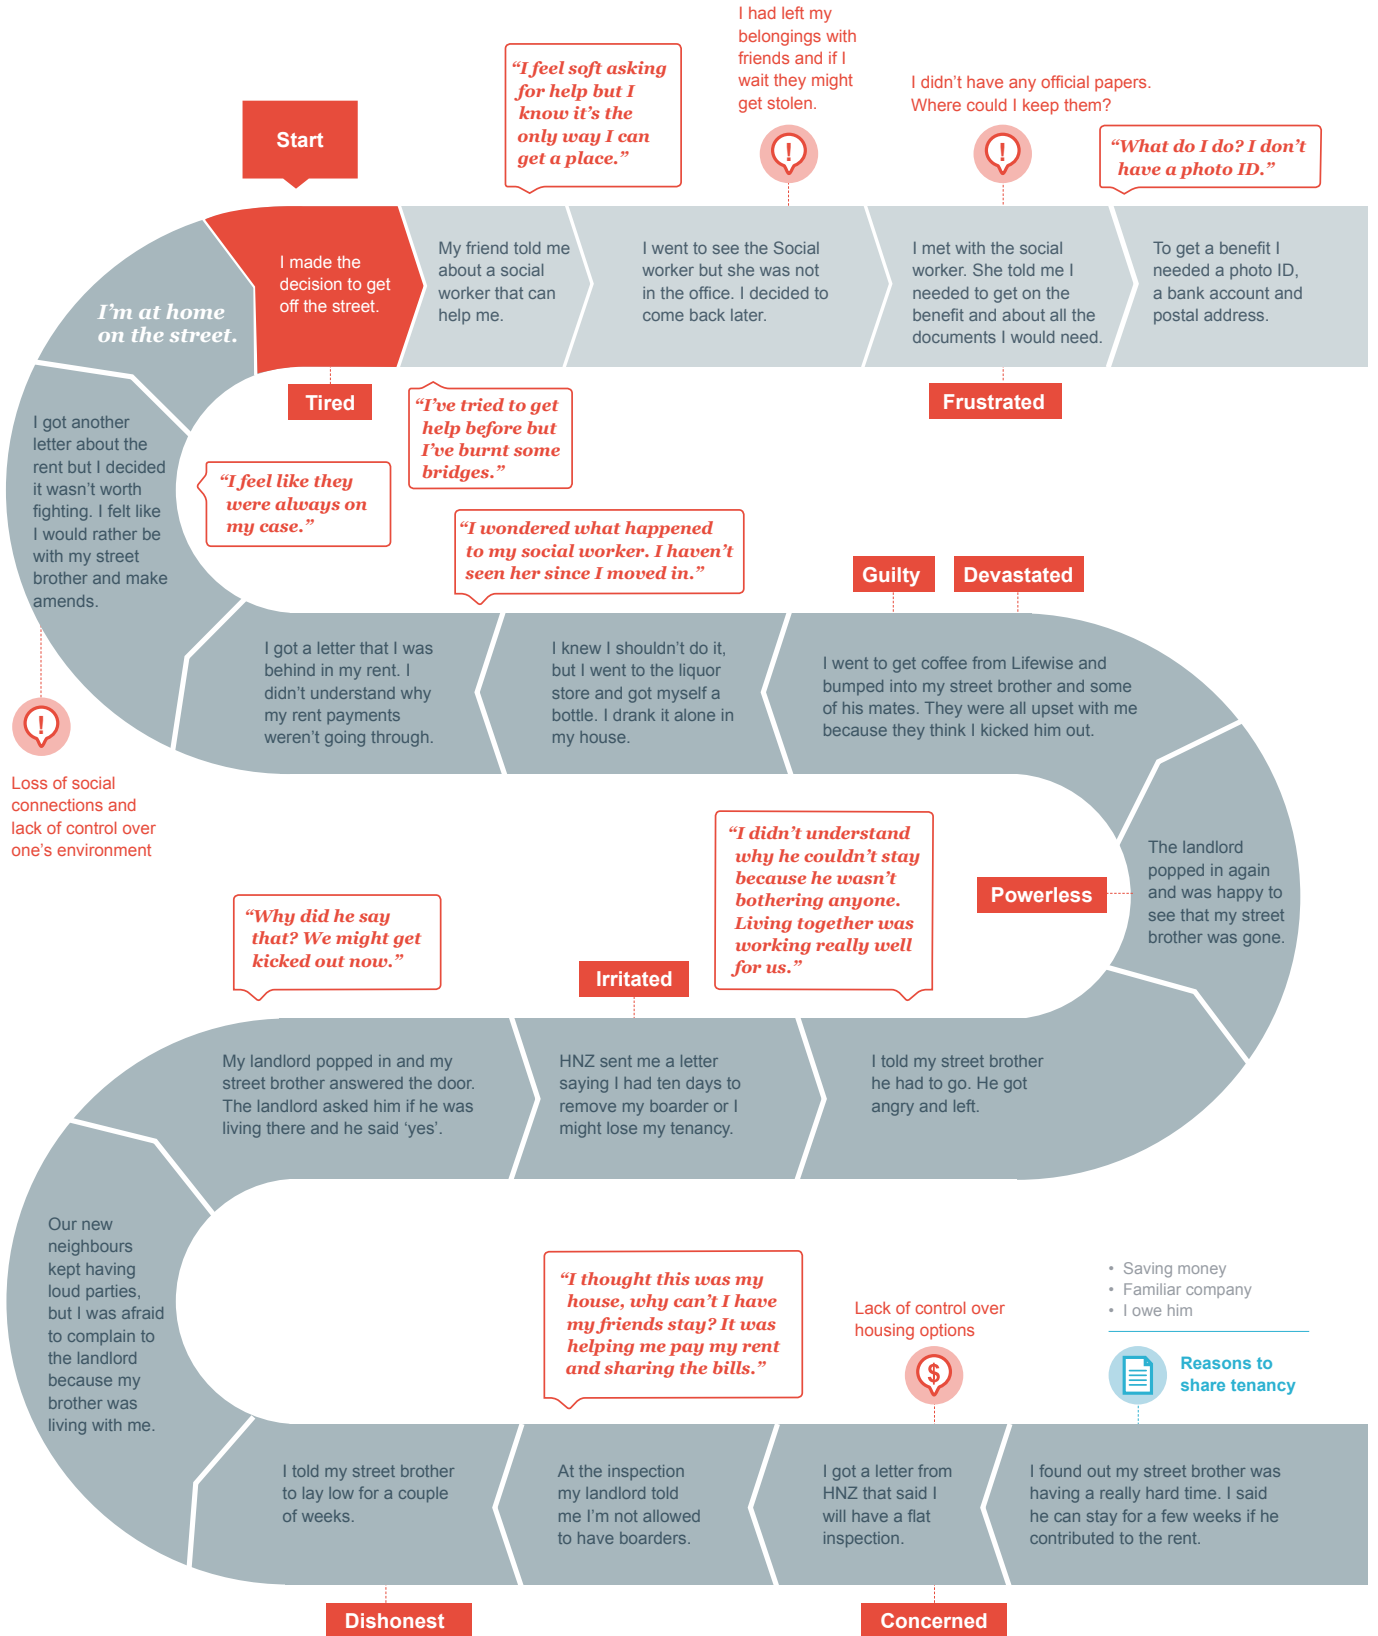 I had left my
belongings with
friends and if I
wait they might
get stolen.
“I feel soft asking
for help but I
know it’s the
only way I can
get a place.”
I didn’t have any official papers.
Where could I keep them?
“What do I do? I don’t
have a photo ID.”
Start
I made the
decision to get
off the street.
My friend told me
about a social
worker that can
help me.
I went to see the Social
worker but she was not
in the office. I decided to
come back later.
I met with the social
worker. She told me I
needed to get on the
benefit and about all the
documents I would need.
To get a benefit I
needed a photo ID,
a bank account and
postal address.
I’m at home
on the street.
Tired
“I’ve tried to get
help before but
I’ve burnt some
bridges.”
Frustrated
I got another
letter about the
rent but I decided
it wasn’t worth
fighting. I felt like
I would rather be
with my street
brother and make
amends.
“I feel like they
were always on
my case.”
“I wondered what happened
to my social worker. I haven’t
seen her since I moved in.”
Guilty
Devastated
I got a letter that I was
behind in my rent. I
didn’t understand why
my rent payments
weren’t going through.
I knew I shouldn’t do it,
but I went to the liquor
store and got myself a
bottle. I drank it alone in
my house.
I went to get coffee from Lifewise and
bumped into my street brother and some
of his mates. They were all upset with me
because they think I kicked him out.
Loss of social
connections and
lack of control over
one’s environment
“I didn’t understand
why he couldn’t stay
because he wasn’t
bothering anyone.
Living together was
working really well
for us.”
Powerless
The landlord
popped in again
and was happy to
see that my street
brother was gone.
“Why did he say
that? We might get
kicked out now.”
Irritated
My landlord popped in and my
street brother answered the door.
The landlord asked him if he was
living there and he said ‘yes’.
HNZ sent me a letter
saying I had ten days to
remove my boarder or I
might lose my tenancy.
I told my street brother
he had to go. He got
angry and left.
Our new
neighbours
kept having
loud parties,
but I was afraid
to complain to
the landlord
because my
brother was
living with me.
“I thought this was my
house, why can’t I have
my friends stay? It was
helping me pay my rent
and sharing the bills.”
Lack of control over
housing options
$
• Saving money
• Familiar company
• I owe him
Reasons to
share tenancy
I told my street brother
to lay low for a couple
of weeks.
At the inspection
my landlord told
me I’m not allowed
to have boarders.
I got a letter from
HNZ that said I
will have a flat
inspection.
I found out my street brother was
having a really hard time. I said
he can stay for a few weeks if he
contributed to the rent.
Dishonest
Concerned